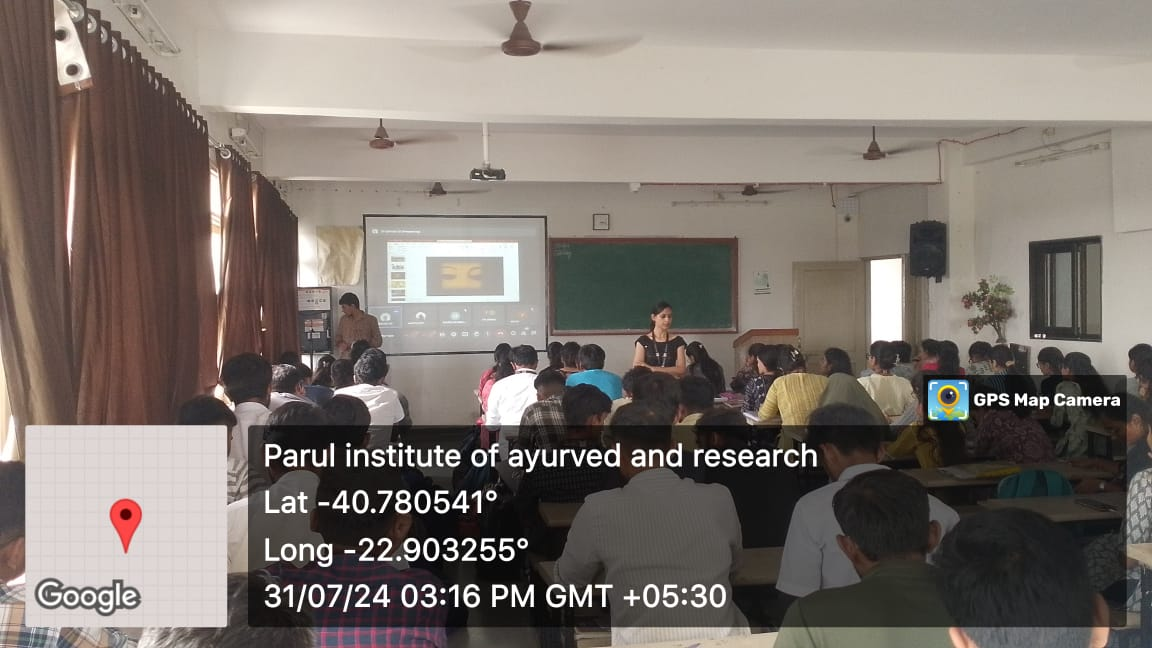 GPS Map Camera
Parul institute of ayurved and research
Lat -40.780541°
Long -22.903255°
31/07/24 03:16 PM GMT +05:30
Google